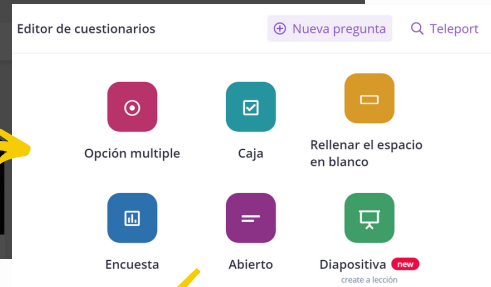 Editor de cuestionarios
Nueva pregunta
Teleport
Opción multiple
Caja
Rellenar el espacio
en blanco
Encuesta
Abierto
Diapositiva new
create a lección